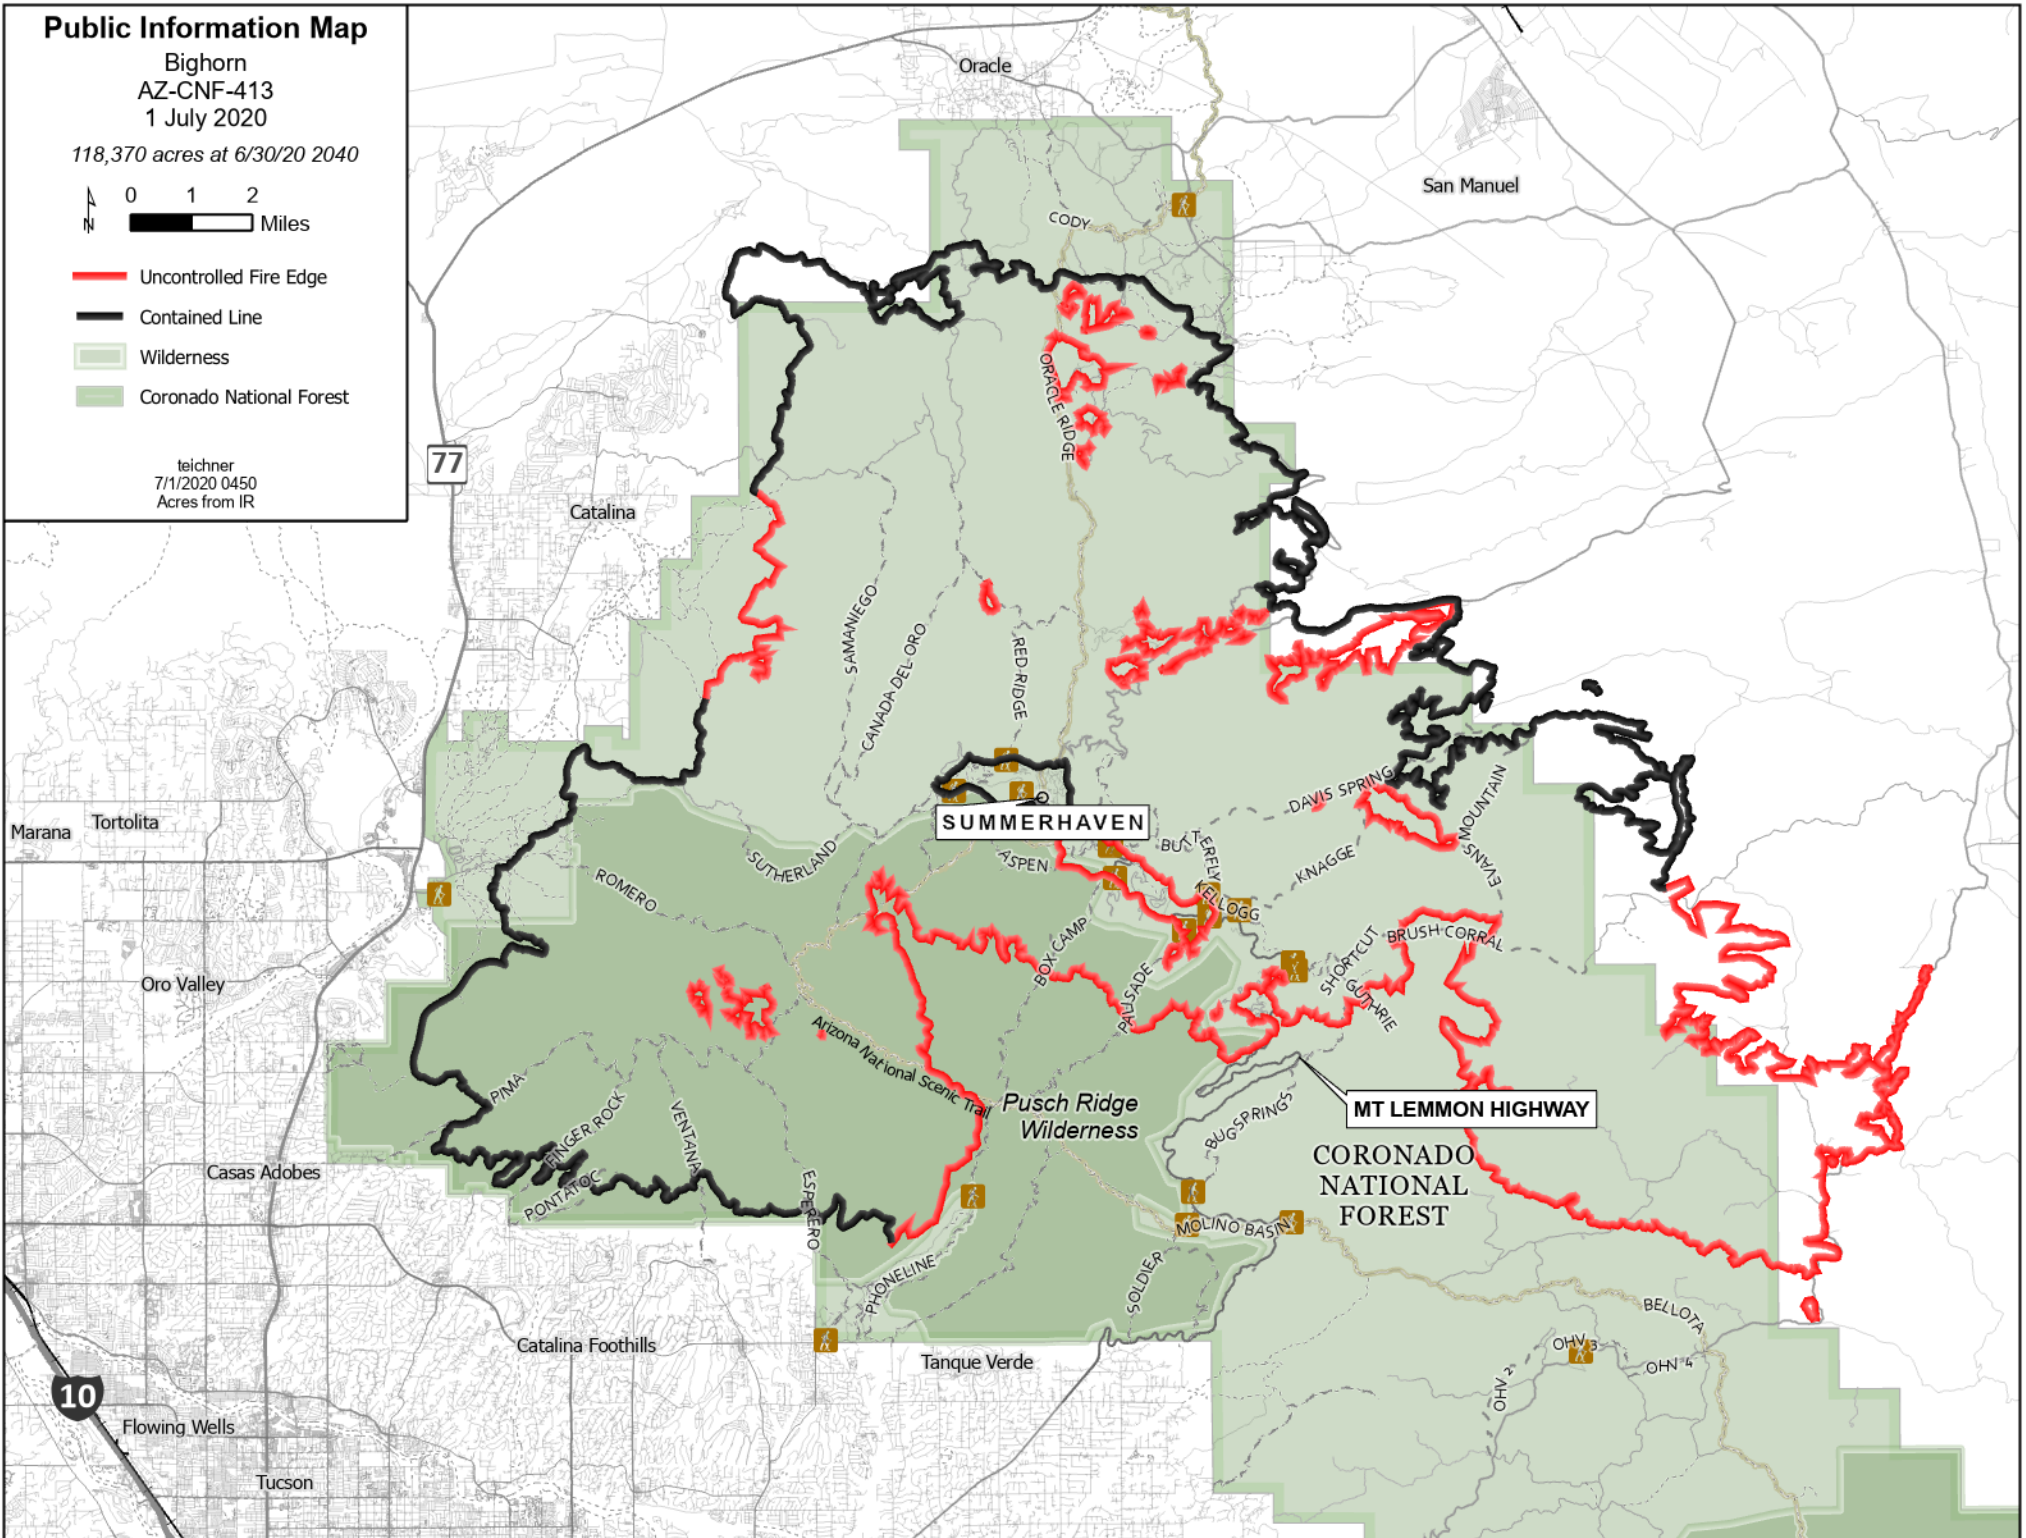 Public Information Map
Bighorn
AZ-CNF-413
1 July 2020
118,370 acres at 6/30/20 2040
0 1 2
Miles
N
Uncontrolled Fire Edge
Contained Line
Wilderness
Coronado National Forest
teichner
7/1/2020 0450
Acres from IR
Oracle
San Manuel
CODY
ORACLE RIDGE
77
Catalina
SAMANIEGO
CANADA DEL ORO
RED RIDGE
DAVIS SPRING
EVANS MOUNTAIN
Marana
Tortolita
SUMMERHAVEN
BUTTERFLY
ASPEN
SUTHERLAND
ROMERO
KNAGGE
KELLOGG
BOX CAMP
PALISADE
SHORTCUT
BRUSH CORRAL
GUTHRIE
Oro Valley
Arizona National Scenic Trail
PIMA
FINGER ROCK
VENTANA
Pusch Ridge
Wilderness
BUG SPRINGS
MT LEMMON HIGHWAY
CORONADO
NATIONAL
FOREST
Casas Adobes
PONTATOC
ESPERERO
MOLINO BASIN
PHONELINE
SOLDIER
BELLOTA
OHV 3
OHV 4
OHV 2
Catalina Foothills
Tanque Verde
10
Flowing Wells
Tucson